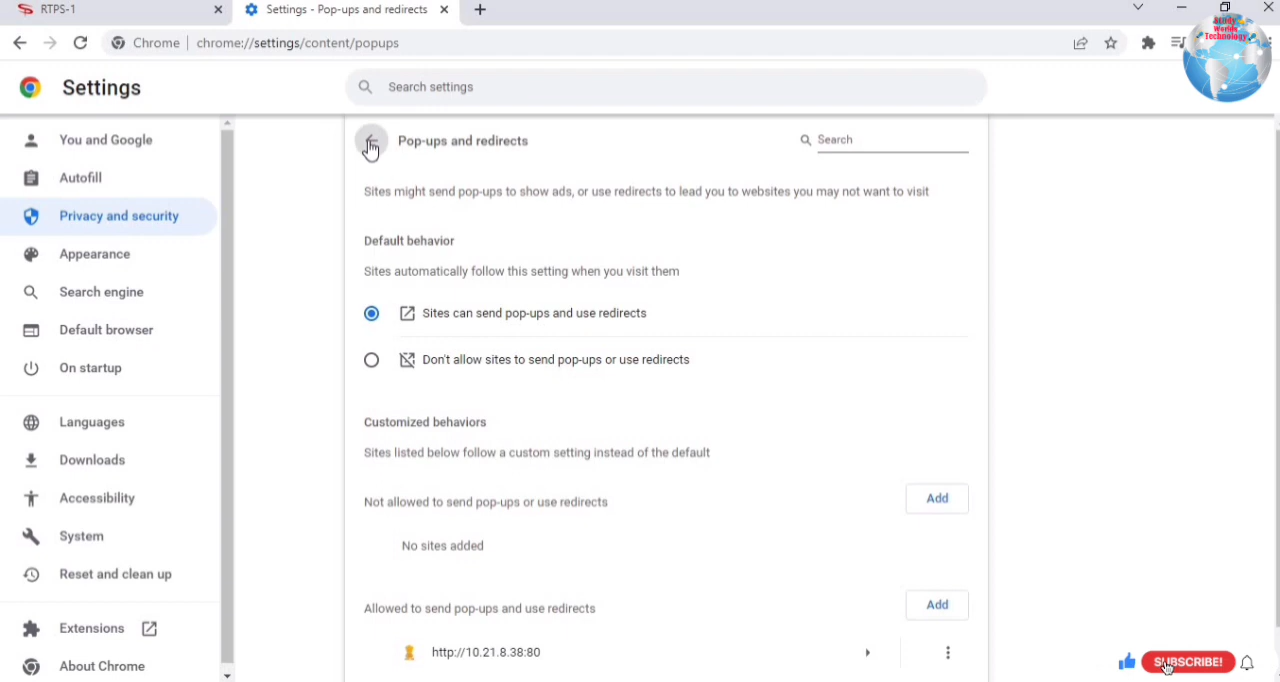 RTPS-1
Settings - Pop-ups and redirects
Chrome
chrome://settings/content/popups
Study
Worlds
Technology
Settings
Search settings
You and Google
Autofill
Privacy and security
Appearance
Search engine
Default browser
On startup
Languages
Downloads
Accessibility
System
Reset and clean up
Extensions
About Chrome
Pop-ups and redirects
Search
Sites might send pop-ups to show ads, or use redirects to lead you to websites you may not want to visit
Default behavior
Sites automatically follow this setting when you visit them
Sites can send pop-ups and use redirects
Don't allow sites to send pop-ups or use redirects
Customized behaviors
Sites listed below follow a custom setting instead of the default
Not allowed to send pop-ups or use redirects
Add
No sites added
Allowed to send pop-ups and use redirects
Add
http://10.21.8.38:80
SUBSCRIBE!